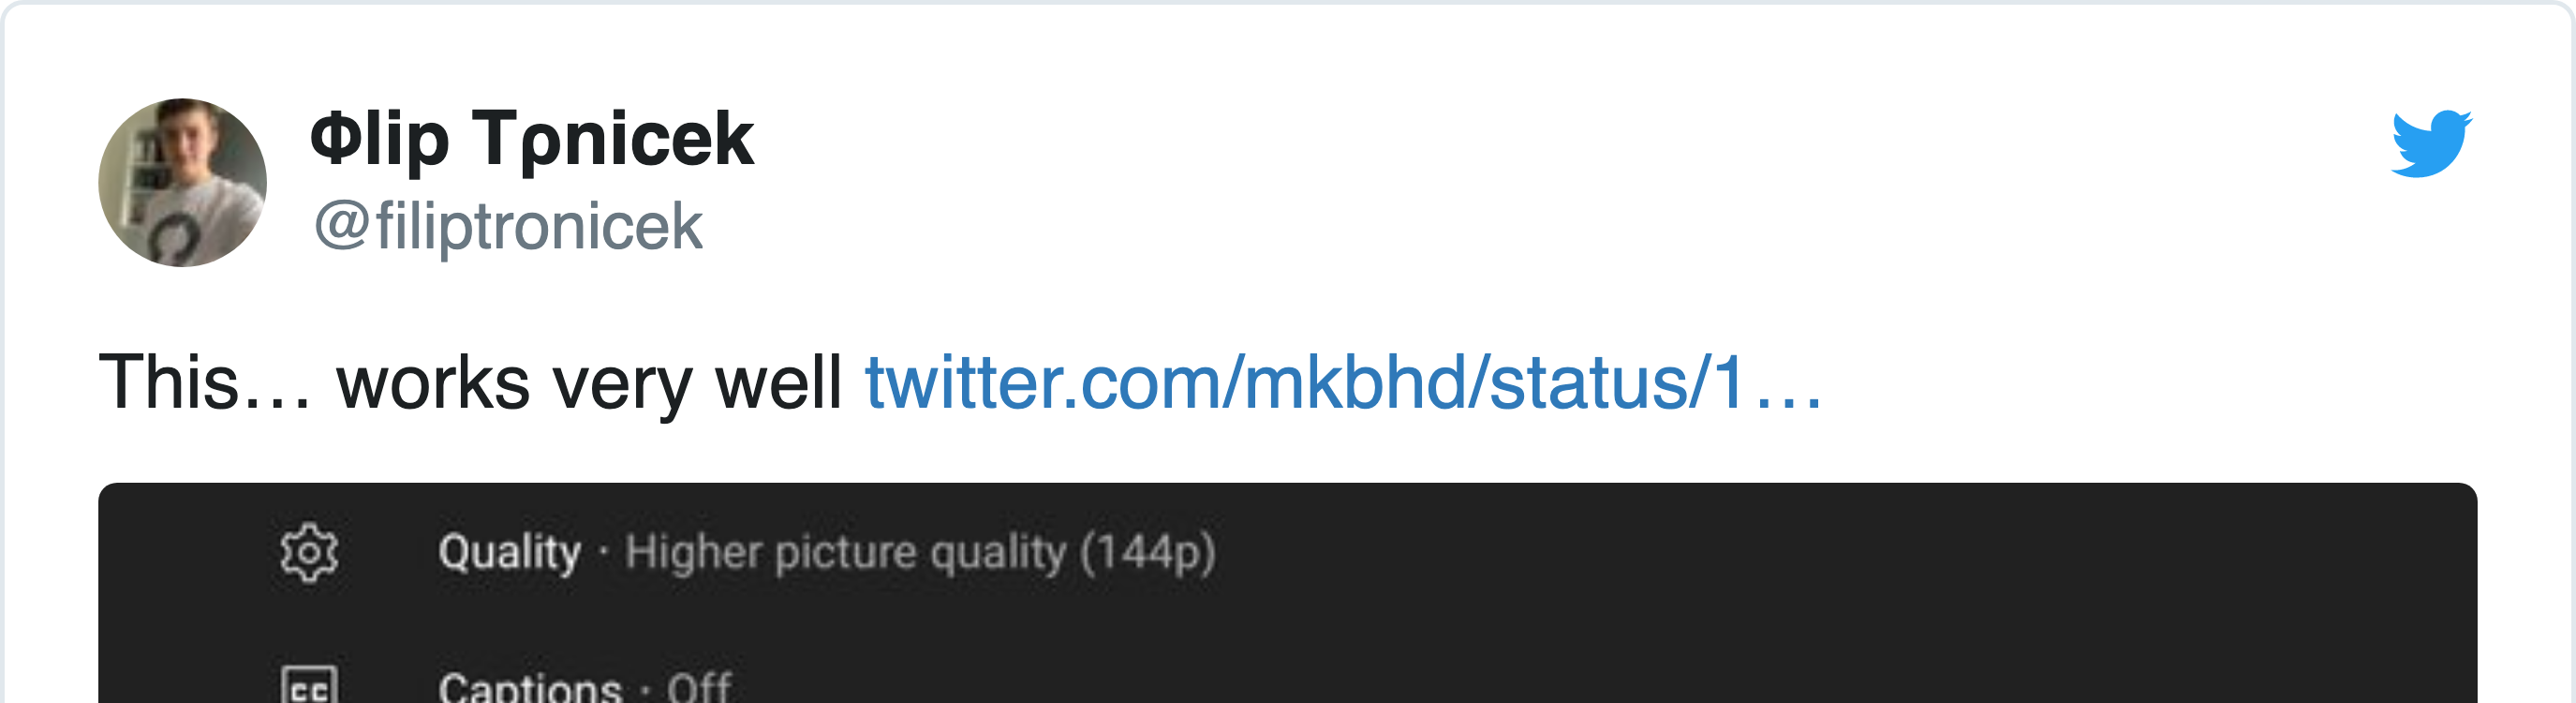 Φlip Tρnicek
@filiptronicek
This… works very well twitter.com/mkbhd/status/1…
Quality · Higher picture quality (144p)
CC Captions · Off